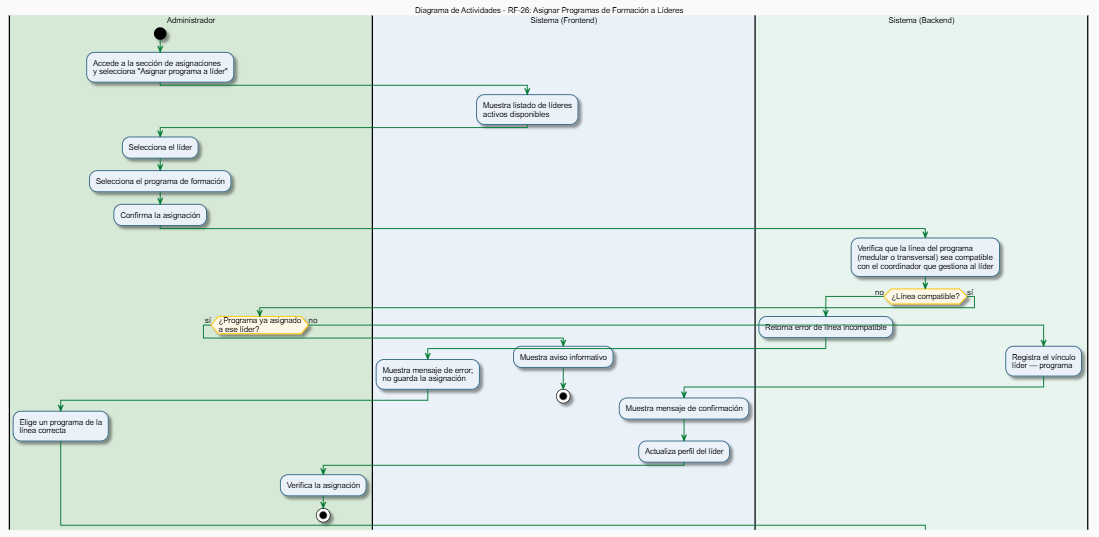 Diagrama de Actividades - RF-26: Asignar Programas de Formación a Líderes
Administrador
Sistema (Frontend)
Sistema (Backend)
Accede a la sección de asignaciones
y selecciona "Asignar programa a líder"
Muestra listado de líderes
activos disponibles
Selecciona el líder
Selecciona el programa de formación
Confirma la asignación
Verifica que la línea del programa
(medular o transversal) sea compatible
con el coordinador que gestiona al líder
no
¿Línea compatible?
sí
sí
¿Programa ya asignado
a ese líder?
no
Retorna error de línea incompatible
Muestra aviso informativo
Registra el vínculo
líder — programa
Muestra mensaje de error;
no guarda la asignación
Muestra mensaje de confirmación
Elige un programa de la
línea correcta
Actualiza perfil del líder
Verifica la asignación